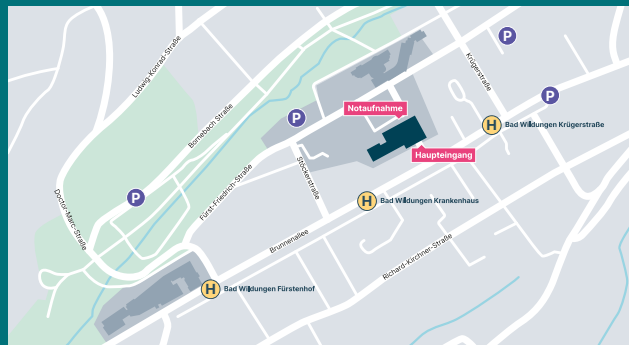 P
Ludwig-Konrad-Straße
Krügerstraße
P
Notaufnahme
Bornebach Straße
P
H Bad Wildungen Krügerstraße
Haupteingang
Stöckerstraße
P
Fürst-Friedrich-Straße
H Bad Wildungen Krankenhaus
Doctor-Marc-Straße
Brunnenallee
Richard-Kirchner-Straße
H Bad Wildungen Fürstenhof